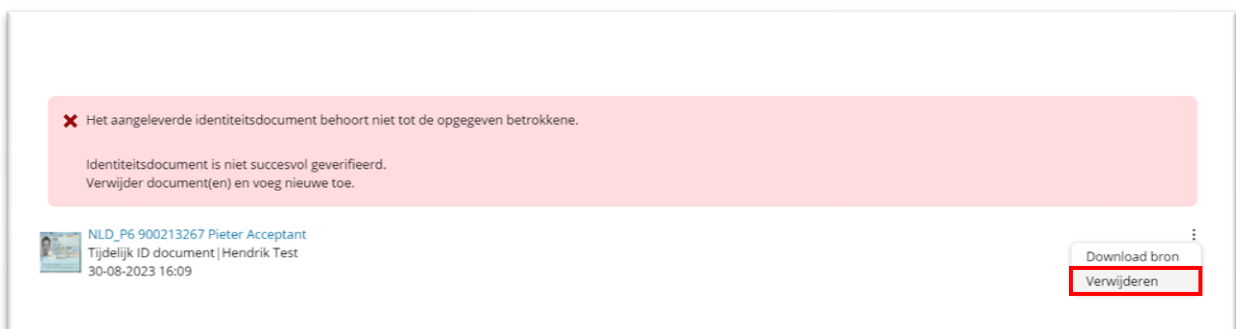 Het aangeleverde identiteitsdocument behoort niet tot de opgegeven betrokkene.
Identiteitsdocument is niet succesvol geverifieerd.
Verwijder document(en) en voeg nieuwe toe.
NLD_P6 900213267 Pieter Acceptant
Tijdelijk ID document|Hendrik Test
30-08-2023 16:09
Download bron
Verwijderen